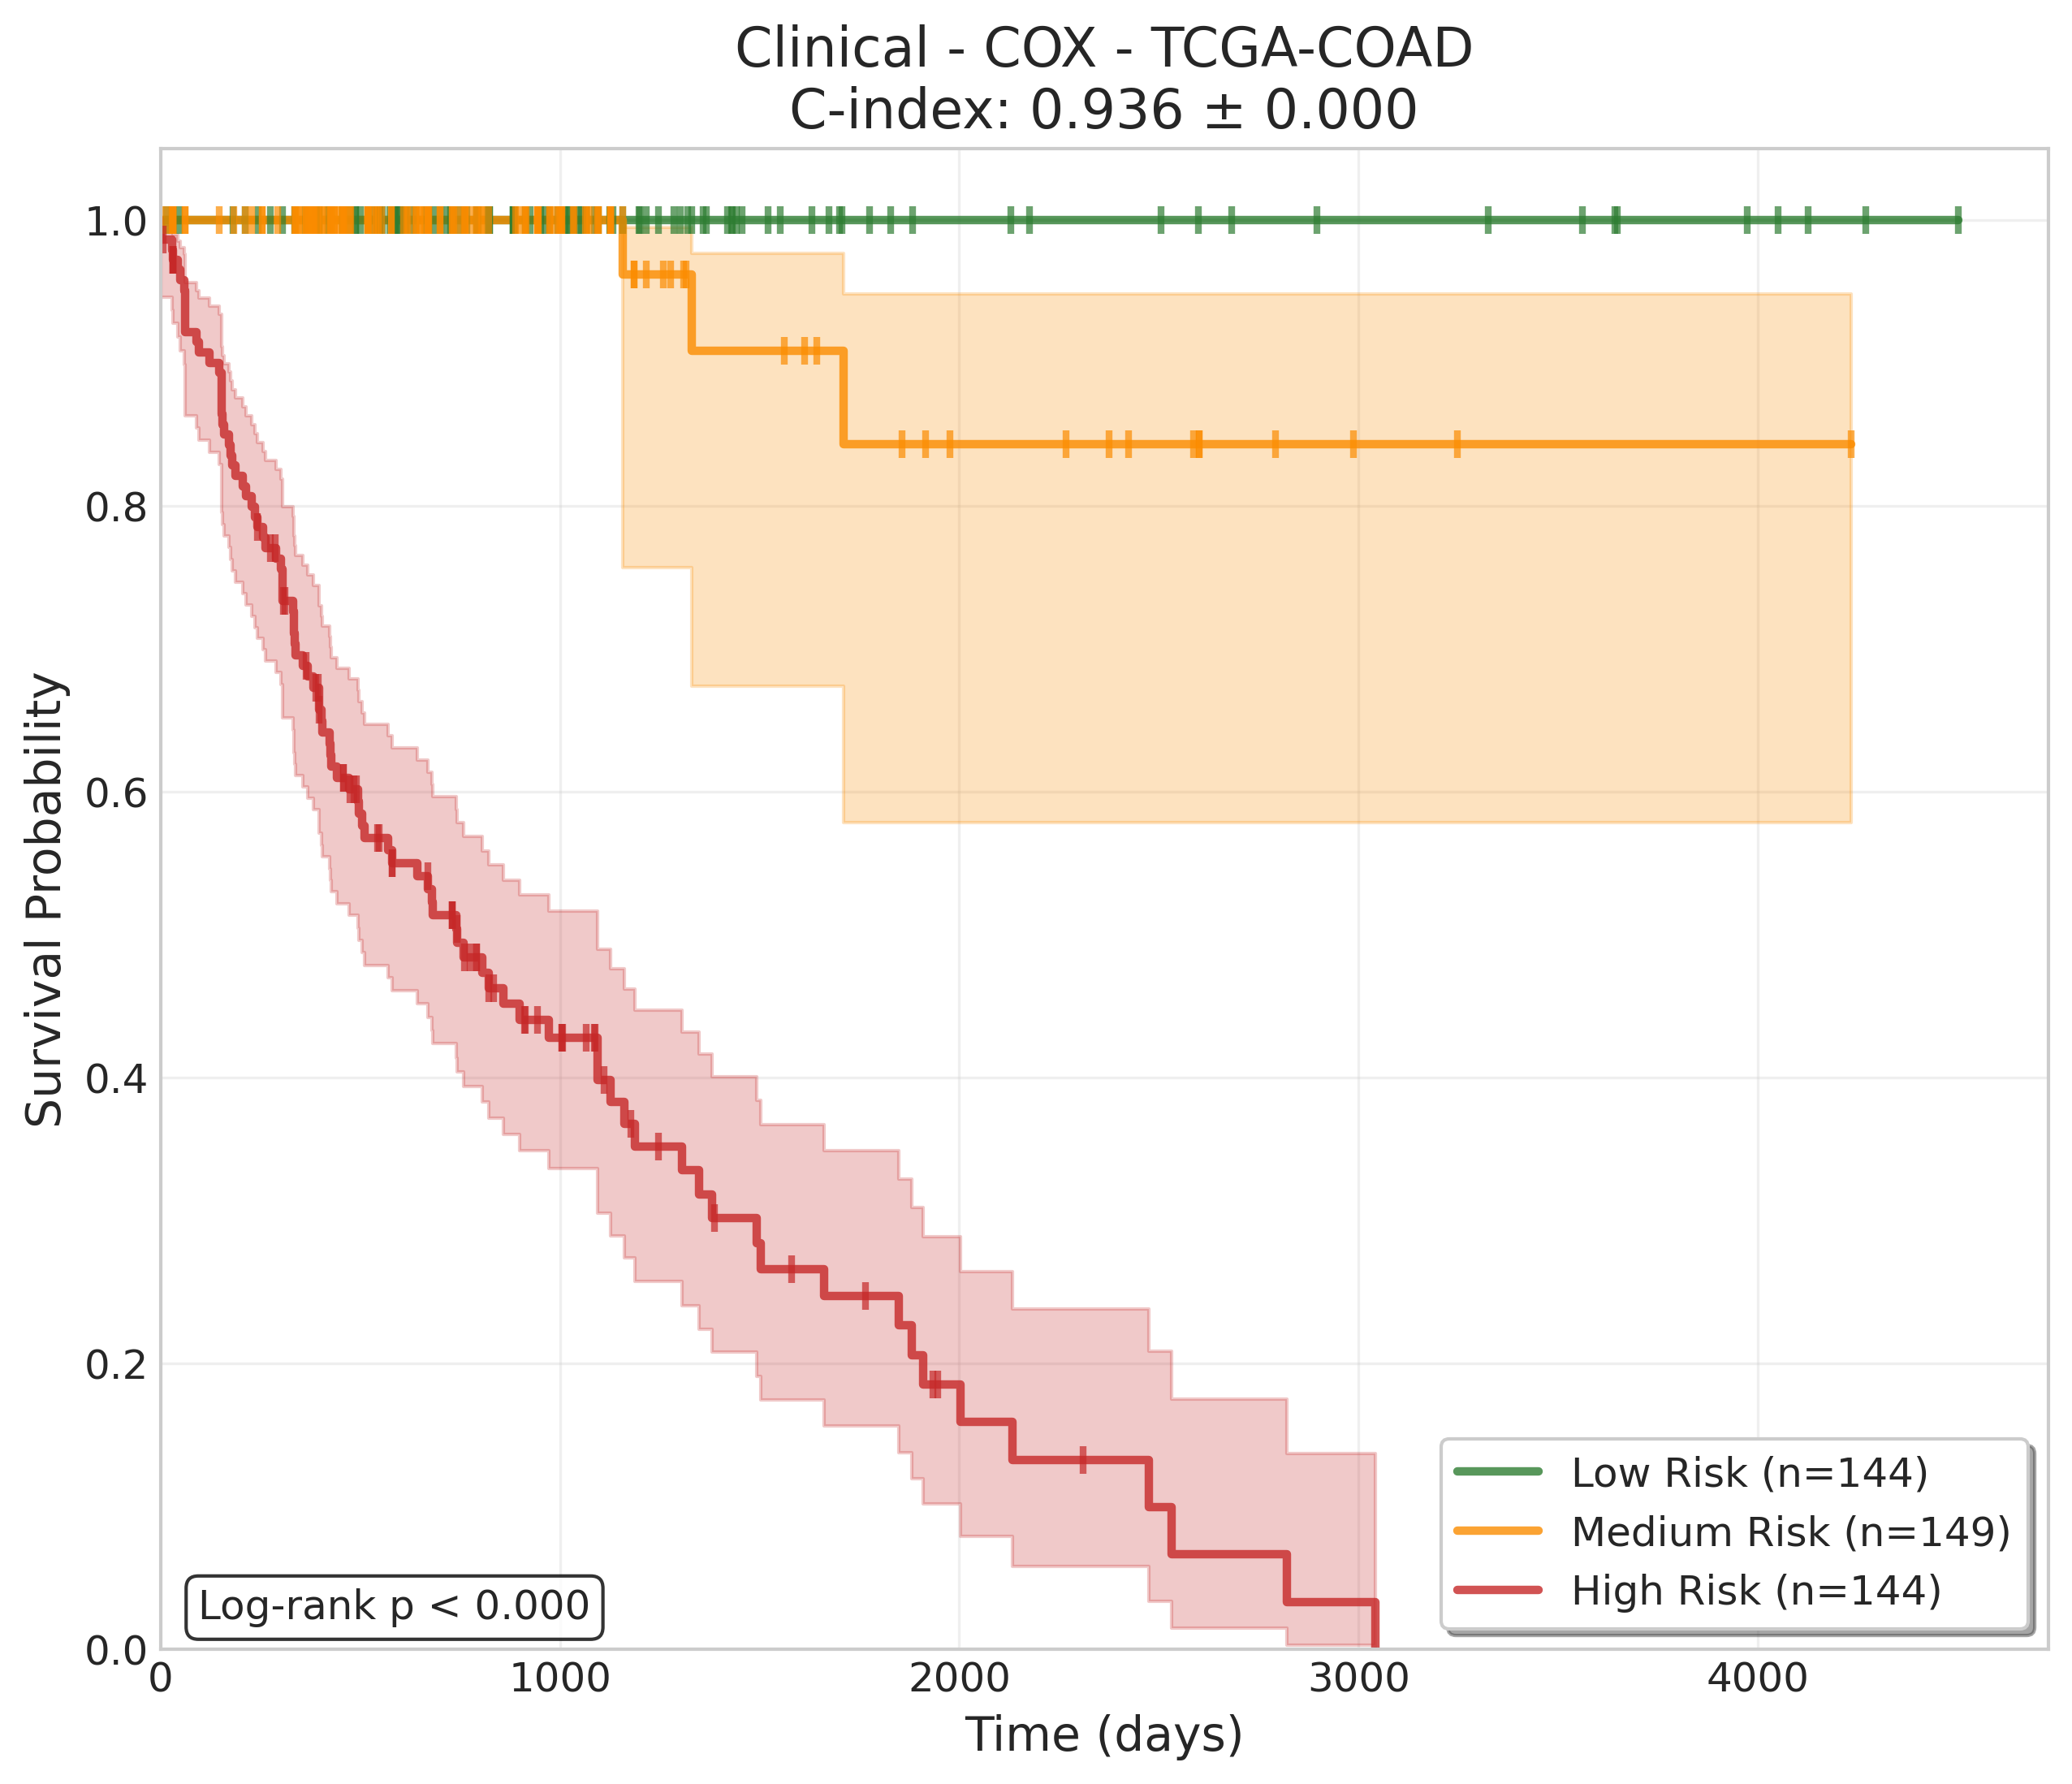 Clinical - COX - TCGA-COAD
C-index: 0.936 ± 0.000
Survival Probability
1.0
0.8
0.6
0.4
0.2
0.0
Log-rank p < 0.000
Low Risk (n=144)
Medium Risk (n=149)
High Risk (n=144)
0
1000
2000
3000
4000
Time (days)